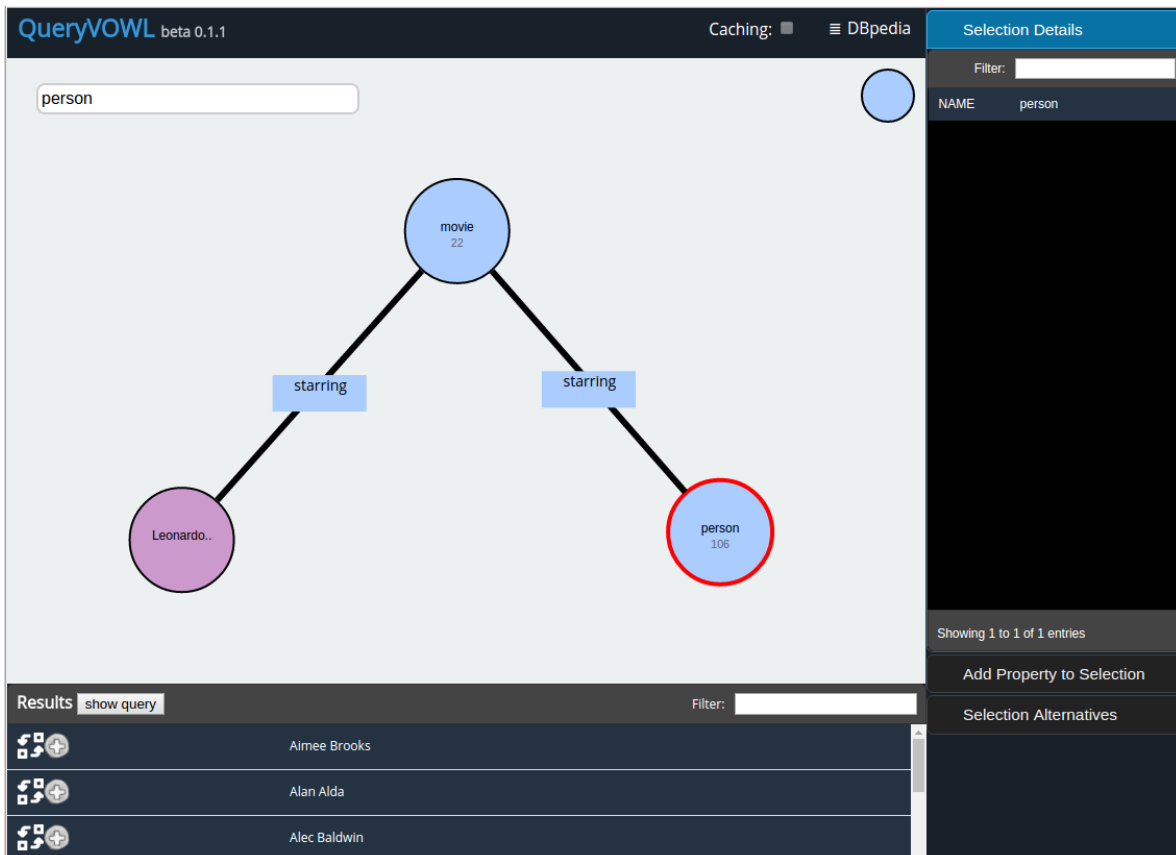 QueryVOWL beta 0.1.1
Caching: ≣ DBpedia
Selection Details
Filter:
NAME person
person
movie
22
starring
starring
Leonardo..
person
106
Showing 1 to 1 of 1 entries
Add Property to Selection
Selection Alternatives
Results show query Filter:
Aimee Brooks
Alan Alda
Alec Baldwin